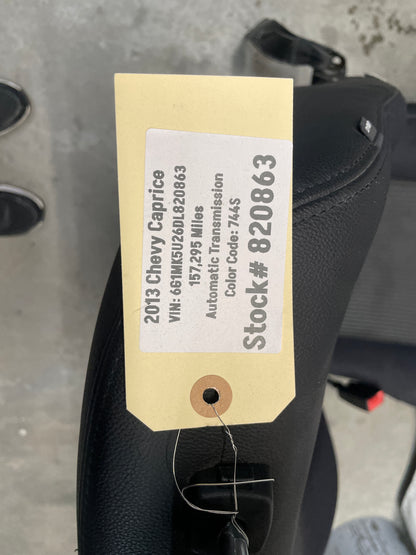 2013 Chevy Caprice
VIN: 6G1MK5U26DL820863
157,295 Miles
Automatic Transmission
Color Code: 744S
Stock# 820863